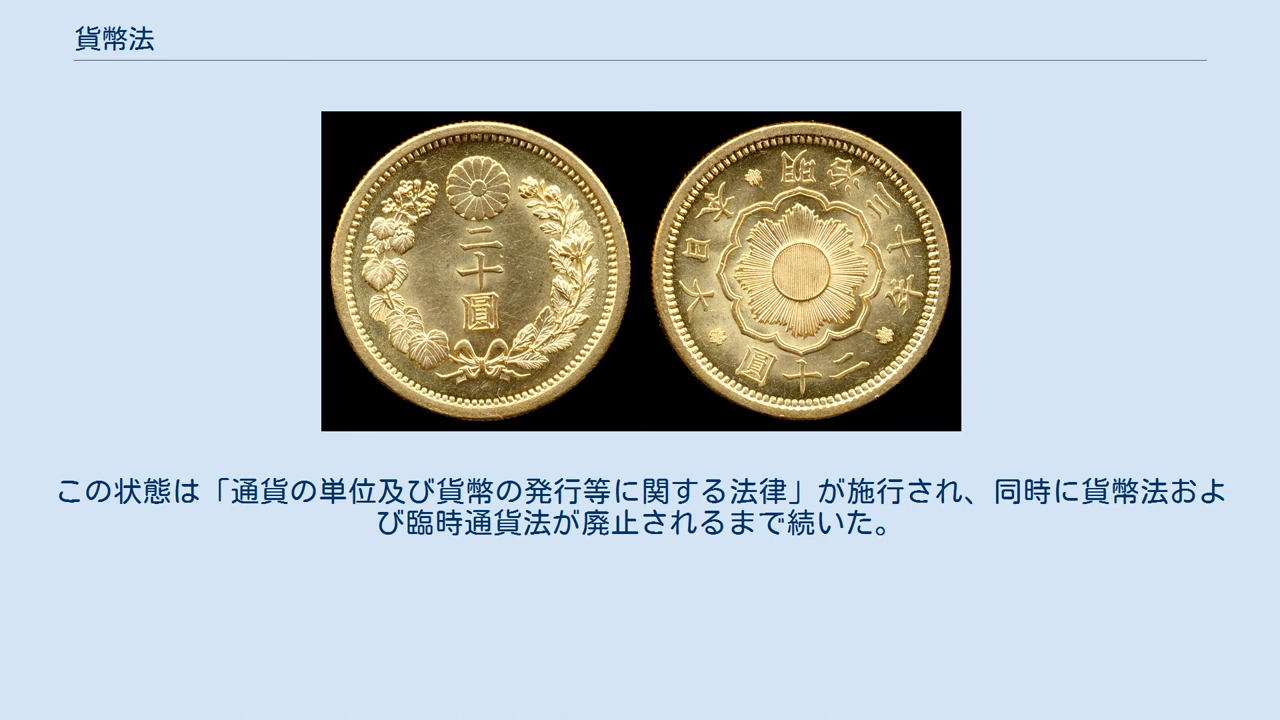 貨幣法
二十圓
大日本
明治三十年
二十圓
この状態は「通貨の単位及び貨幣の発行等に関する法律」が施行され、同時に貨幣法およ
び臨時通貨法が廃止されるまで続いた。